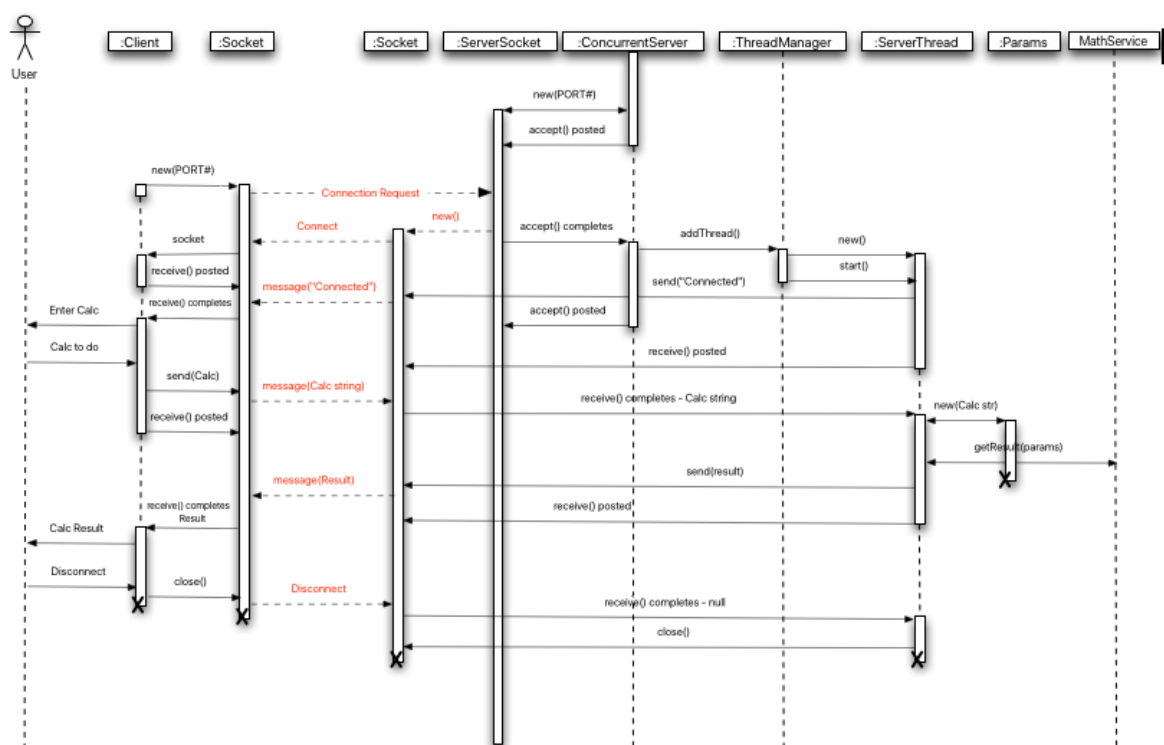 :Client
:Socket
:Socket
:ServerSocket
:ConcurrentServer
:ThreadManager
:ServerThread
:Params
MathService
User
new(PORT#)
accept() posted
new(PORT#)
Connection Request
new()
Connect
accept() completes
addThread()
new()
socket
start()
receive() posted
send("Connected")
message("Connected")
receive() completes
Enter Calc
accept() posted
Calc to do
receive() posted
send(Calc)
message(Calc string)
receive() completes - Calc string
new(Calc str)
receive() posted
getResult(params)
send(result)
message(Result)
receive() completes
Result
receive() posted
Calc Result
Disconnect
close()
Disconnect
receive() completes - null
close()